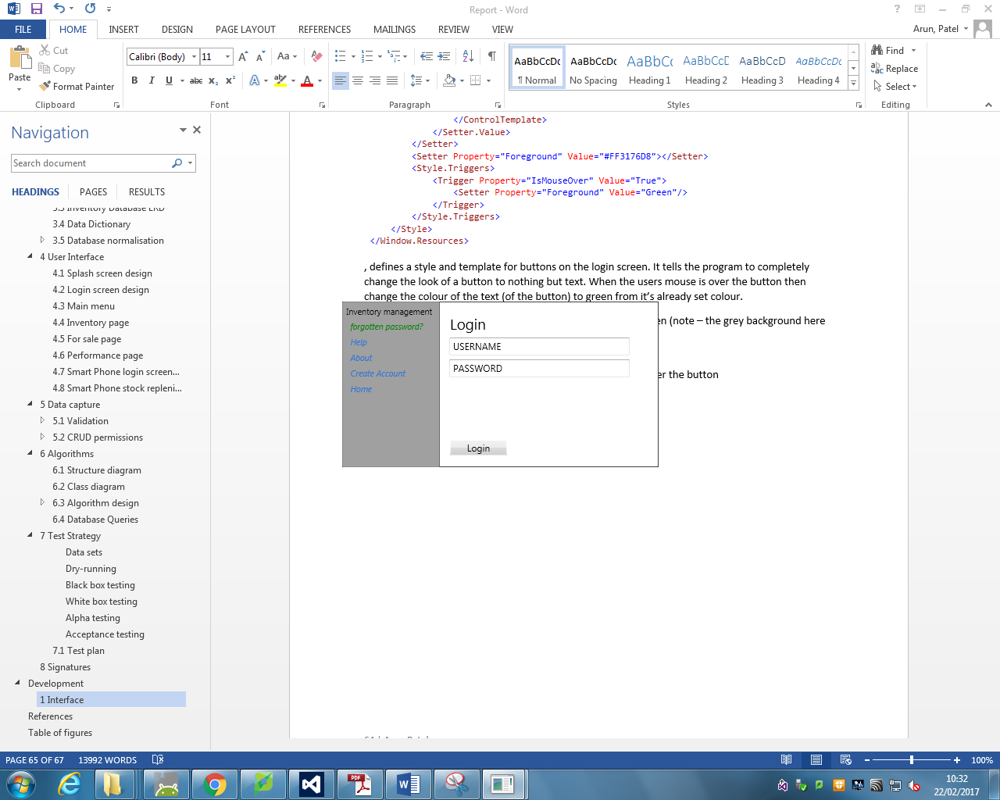 Report - Word
FILE HOME INSERT DESIGN PAGE LAYOUT REFERENCES MAILINGS REVIEW VIEW
Arun, Patel
Paste
Cut
Copy
Format Painter
Clipboard
Calibri (Body) 11
Font
Paragraph
AaBbCcDc AaBbCcDc AaBbCc AaBbCcD AaBbCcD AaBbCcDc
¶ Normal No Spacing Heading 1 Heading 2 Heading 3 Heading 4
Styles
Find
Replace
Select
Editing
Navigation
Search document
HEADINGS PAGES RESULTS
3.3 Inventory Database ERD
3.4 Data Dictionary
3.5 Database normalisation
4 User Interface
4.1 Splash screen design
4.2 Login screen design
4.3 Main menu
4.4 Inventory page
4.5 For sale page
4.6 Performance page
4.7 Smart Phone login screen...
4.8 Smart Phone stock repleni...
5 Data capture
5.1 Validation
5.2 CRUD permissions
6 Algorithms
6.1 Structure diagram
6.2 Class diagram
6.3 Algorithm design
6.4 Database Queries
7 Test Strategy
Data sets
Dry-running
Black box testing
White box testing
Alpha testing
Acceptance testing
7.1 Test plan
8 Signatures
Development
1 Interface
References
Table of figures
</ControlTemplate>
</Setter.Value>
</Setter>
<Setter Property="Foreground" Value="#FF3176D8"></Setter>
<Style.Triggers>
<Trigger Property="IsMouseOver" Value="True">
<Setter Property="Foreground" Value="Green"/>
</Trigger>
</Style.Triggers>
</Style>
</Window.Resources>
, defines a style and template for buttons on the login screen. It tells the program to completely
change the look of a button to nothing but text. When the users mouse is over the button then
change the colour of the text (of the button) to green from it's already set colour.
en (note – the grey background here
er the button
Inventory management
forgotten password?
Help
About
Create Account
Home
Login
USERNAME
PASSWORD
Login
PAGE 65 OF 67 13992 WORDS
100%
10:32
22/02/2017